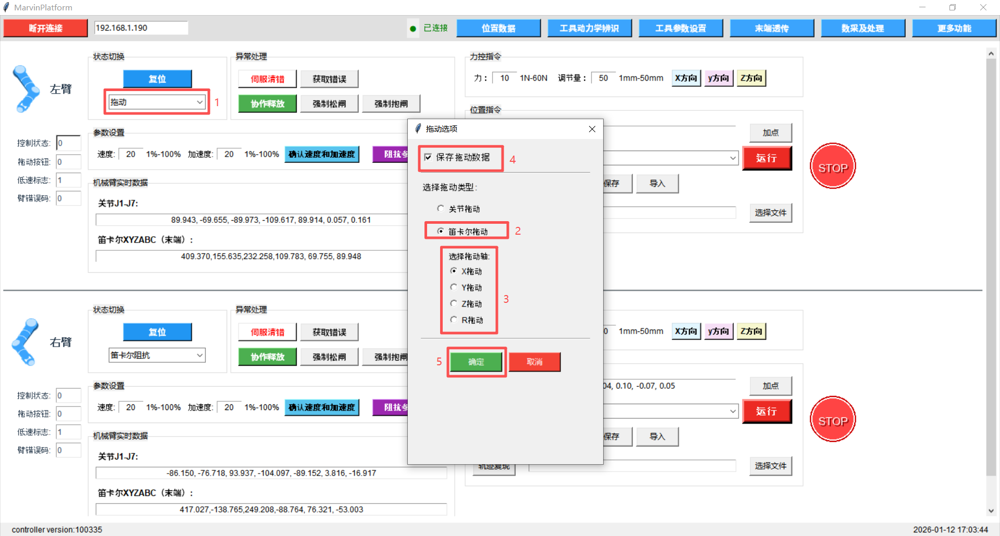 MarvinPlatform
断开连接 192.168.1.190 已连接 位置数据 工具动力学辨识 工具参数设置 末端透传 数采及处理 更多功能
左臂
状态切换
复位
拖动 1
异常处理
伺服清错 获取错误
协作释放 强制松闸 强制抱闸
力控指令
力： 10 1N-60N 调节量： 50 1mm-50mm X方向 y方向 Z方向
位置指令
加点
运行
保存 导入
选择文件
STOP
控制状态: 0
拖动按钮: 0
低速标志: 1
臂错误码: 0
参数设置
速度: 20 1%-100% 加速度: 20 1%-100% 确认速度和加速度 阻抗参
机械臂实时数据
关节J1-J7:
89.943, -69.655, -89.973, -109.617, 89.914, 0.057, 0.161
笛卡尔XYZABC（末端）:
409.370,155.635,232.258,109.783, 69.755, 89.948
拖动选项
保存拖动数据 4
选择拖动类型:
关节拖动
笛卡尔拖动 2
选择拖动轴:
X拖动
Y拖动
Z拖动
R拖动
3
5 确定 取消
右臂
状态切换
复位
笛卡尔阻抗
异常处理
伺服清错 获取错误
协作释放 强制松闸 强制抱闸
0 1mm-50mm X方向 y方向 Z方向
04, 0.10, -0.07, 0.05 加点
运行
保存 导入
轨迹复现 选择文件
STOP
控制状态: 0
拖动按钮: 0
低速标志: 1
臂错误码: 0
参数设置
速度: 20 1%-100% 加速度: 20 1%-100% 确认速度和加速度 阻抗参
机械臂实时数据
关节J1-J7:
-86.150, -76.718, 93.937, -104.097, -89.152, 3.816, -16.917
笛卡尔XYZABC（末端）:
417.027,-138.765,249.208,-88.764, 76.321, -53.003
controller version:100335 2026-01-12 17:03:44